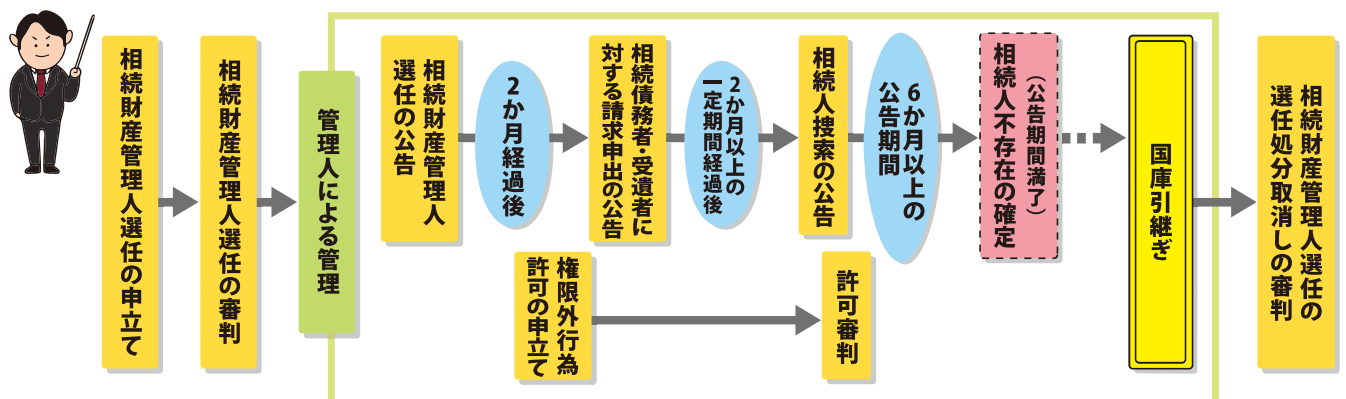 相続財産管理人選任の申立て
相続財産管理人選任の審判
管理人による管理
相続財産管理人
選任の公告
2か月経過後
相続債務者・受遺者に
対する請求申出の公告
2か月以上の
一定期間経過後
相続人捜索の公告
6か月以上の
公告期間
（公告期間満了）
相続人不存在の確定
権限外行為
許可の申立て
許可審判
国庫引継ぎ
相続財産管理人選任の
選任処分取消しの審判